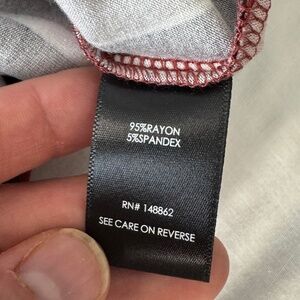 95%RAYON
5%SPANDEX
RN# 148862
SEE CARE ON REVERSE